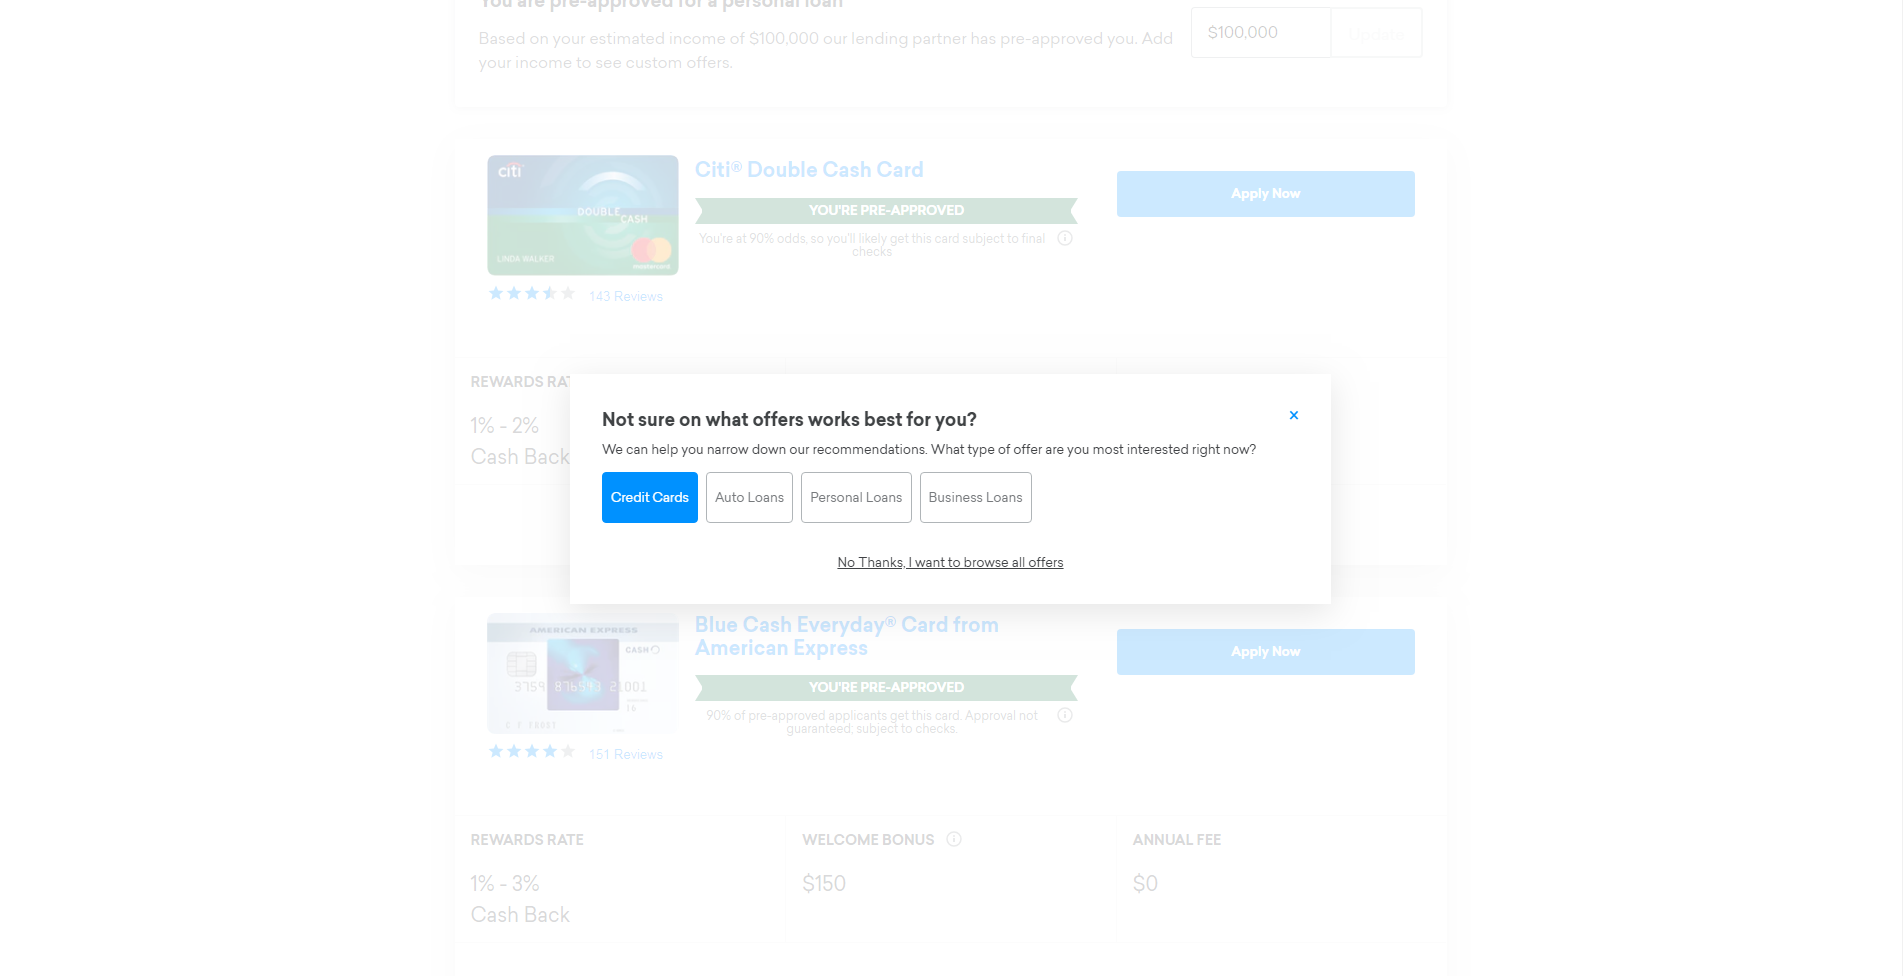 You are pre-approved for a personal loan
Based on your estimated income of $100,000 our lending partner has pre-approved you. Add
your income to see custom offers.
$100,000
Update
citi
DOUBLE
CASH
LINDA WALKER
mastercard
Citi® Double Cash Card
YOU'RE PRE-APPROVED
You're at 90% odds, so you'll likely get this card subject to final
checks
Apply Now
143 Reviews
REWARDS RAT
1% - 2%
Cash Back
Not sure on what offers works best for you?
×
We can help you narrow down our recommendations. What type of offer are you most interested right now?
Credit Cards
Auto Loans
Personal Loans
Business Loans
No Thanks, I want to browse all offers
AMERICAN EXPRESS
CASH
3759 876543 21001
C F FROST
Blue Cash Everyday® Card from
American Express
YOU'RE PRE-APPROVED
90% of pre-approved applicants get this card. Approval not
guaranteed; subject to checks.
Apply Now
151 Reviews
REWARDS RATE
1% - 3%
Cash Back
WELCOME BONUS
$150
ANNUAL FEE
$0